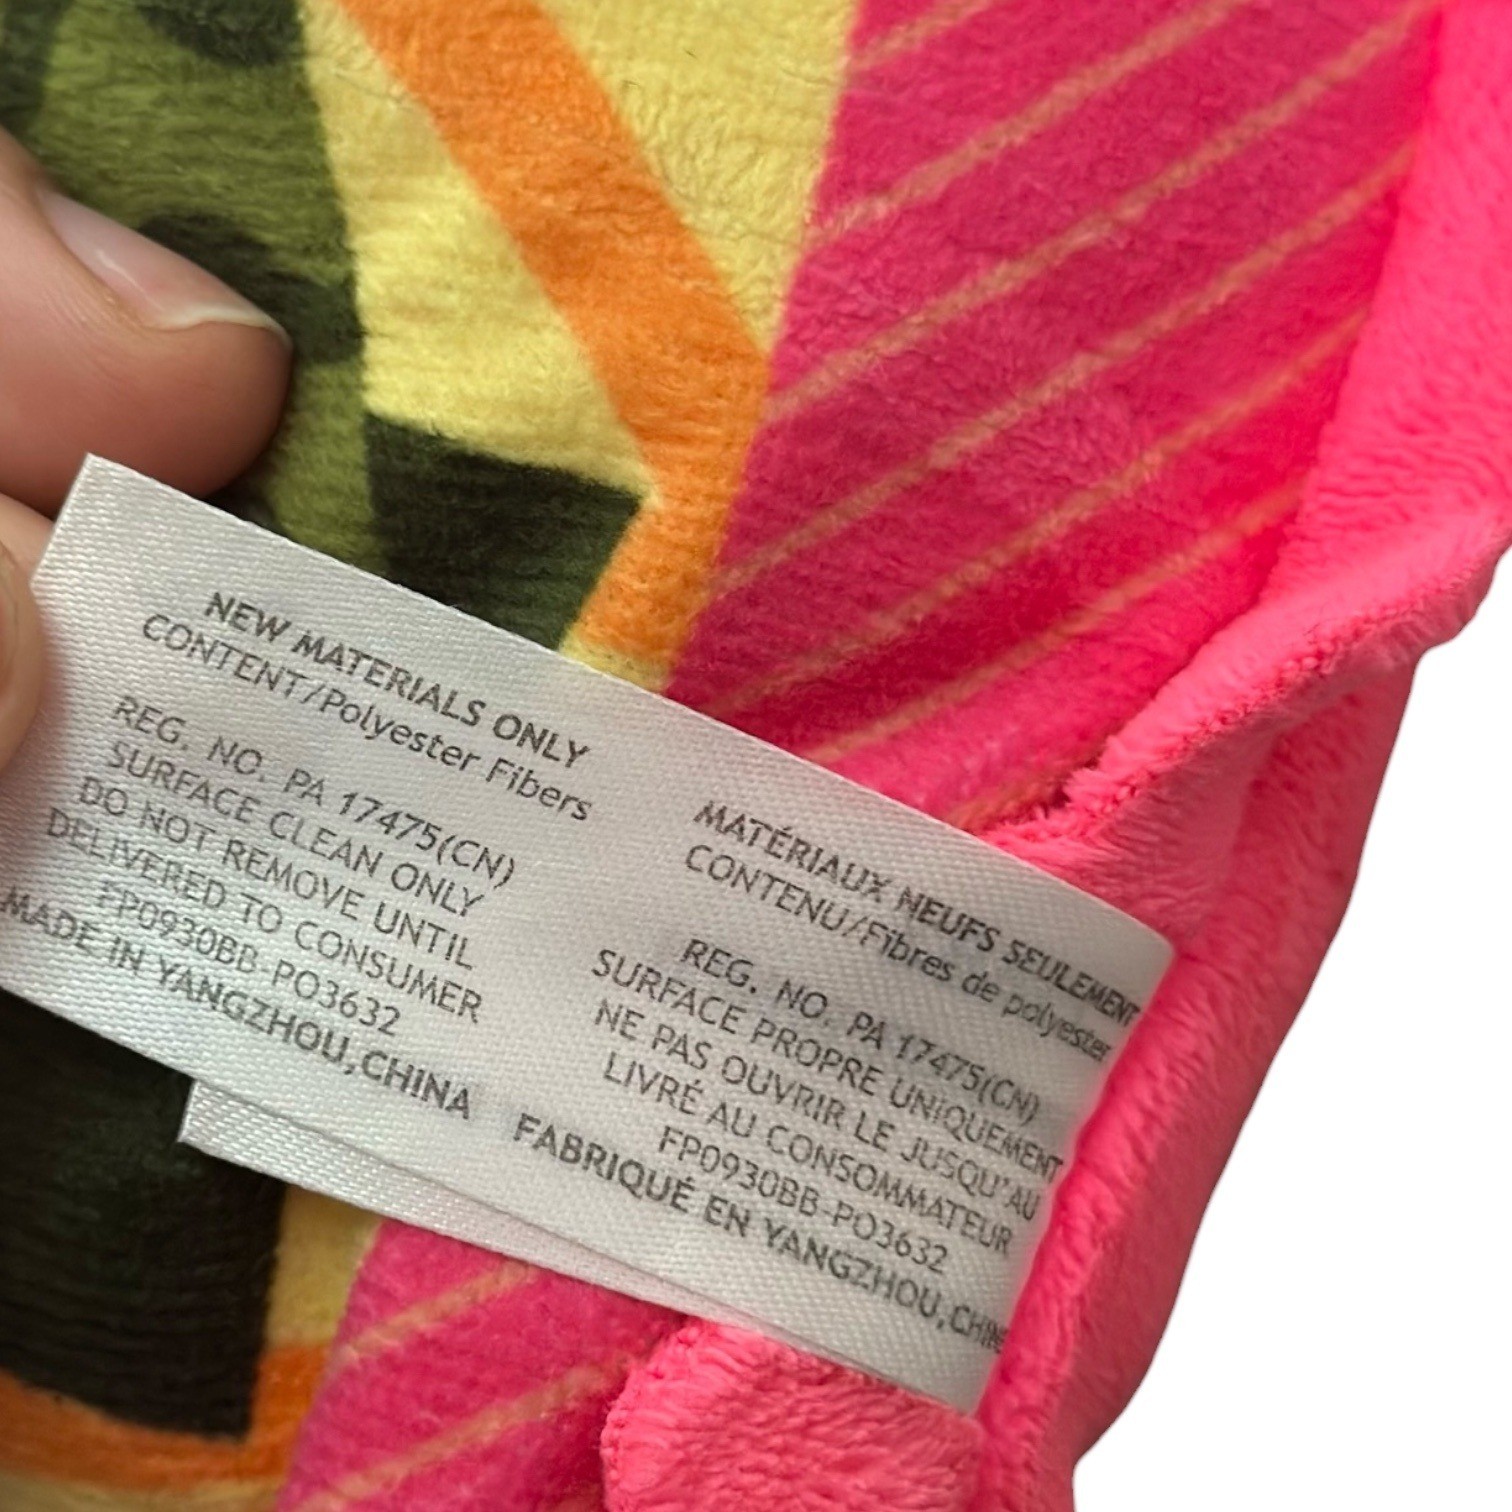 NEW MATERIALS ONLY
CONTENT/Polyester Fibers
REG. NO. PA 17475(CN)
SURFACE CLEAN ONLY
DO NOT REMOVE UNTIL
DELIVERED TO CONSUMER
FP0930BB-PO3632
MADE IN YANGZHOU,CHINA
MATÉRIAUX NEUFS SEULEMENT
CONTENU/Fibres de polyester
REG. NO. PA 17475(CN)
SURFACE PROPRE UNIQUEMENT
NE PAS OUVRIR LE JUSQU'AU
LIVRÉ AU CONSOMMATEUR
FP0930BB-PO3632
FABRIQUÉ EN YANGZHOU,CHINE